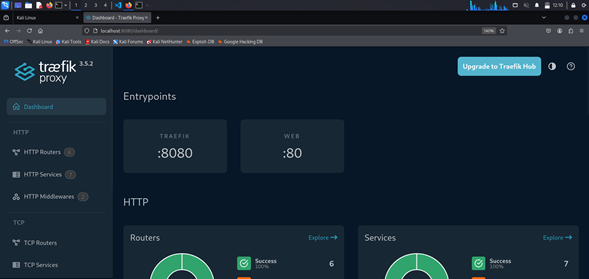 1 2 3 4
12:10
Kali Linux
Dashboard - Traefik Proxy
localhost:8080/dashboard/
OffSec Kali Linux Kali Tools Kali Docs Kali Forums Kali NetHunter Exploit-DB Google Hacking DB
træfik proxy 3.5.2
Upgrade to Traefik Hub
Dashboard
HTTP
HTTP Routers
HTTP Services
HTTP Middlewares 2
TCP
TCP Routers
TCP Services
Entrypoints
TRAEFIK
:8080
WEB
:80
HTTP
Routers
Explore
Success
100%
6
Services
Explore
Success
100%
7